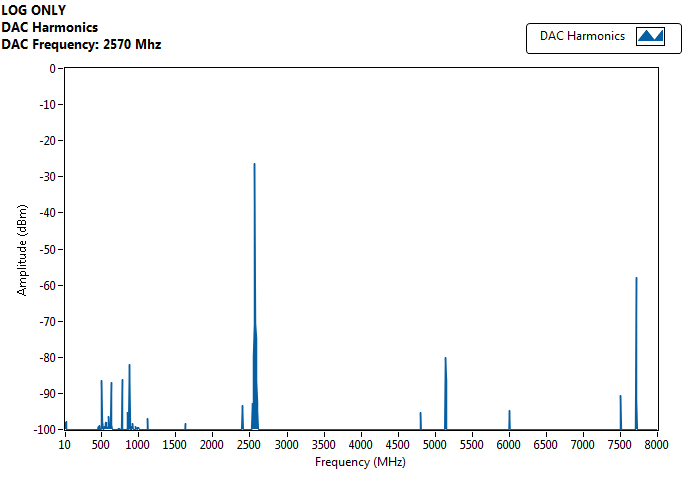 LOG ONLY
DAC Harmonics
DAC Frequency: 2570 Mhz
DAC Harmonics
0
-10
-20
-30
-40
-50
-60
-70
-80
-90
-100
Amplitude (dBm)
10 500 1000 1500 2000 2500 3000 3500 4000 4500 5000 5500 6000 6500 7000 7500 8000
Frequency (MHz)